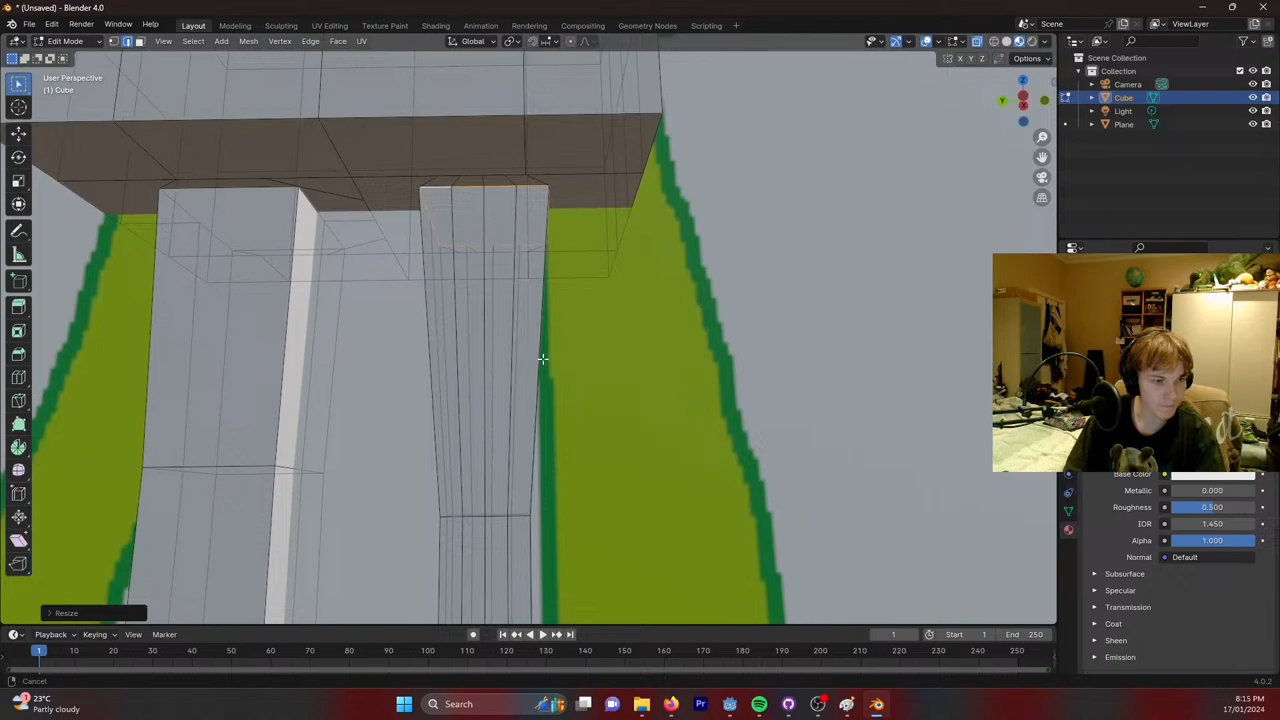 * (Unsaved) - Blender 4.0
File Edit Render Window Help Layout Modeling Sculpting UV Editing Texture Paint Shading Animation Rendering Compositing Geometry Nodes Scripting + Scene ViewLayer
Edit Mode View Select Add Mesh Vertex Edge Face UV Global
X Y Z Options
User Perspective
(1) Cube
Z
Y
X
Scene Collection
Collection
Camera
Cube
Light
Plane
Base Color
Metallic 0.000
Roughness 0.500
IOR 1.450
Alpha 1.000
Normal Default
Subsurface
Specular
Transmission
Coat
Sheen
Emission
Resize
Playback Keying View Marker 1 Start 1 End 250
1 10 20 30 40 50 60 70 80 90 100 110 120 130 140 150 160 170 180 190 200 210 220 230 240 250
Cancel 4.0.2
23°C
Partly cloudy
Search
Pr
8:15 PM
17/01/2024